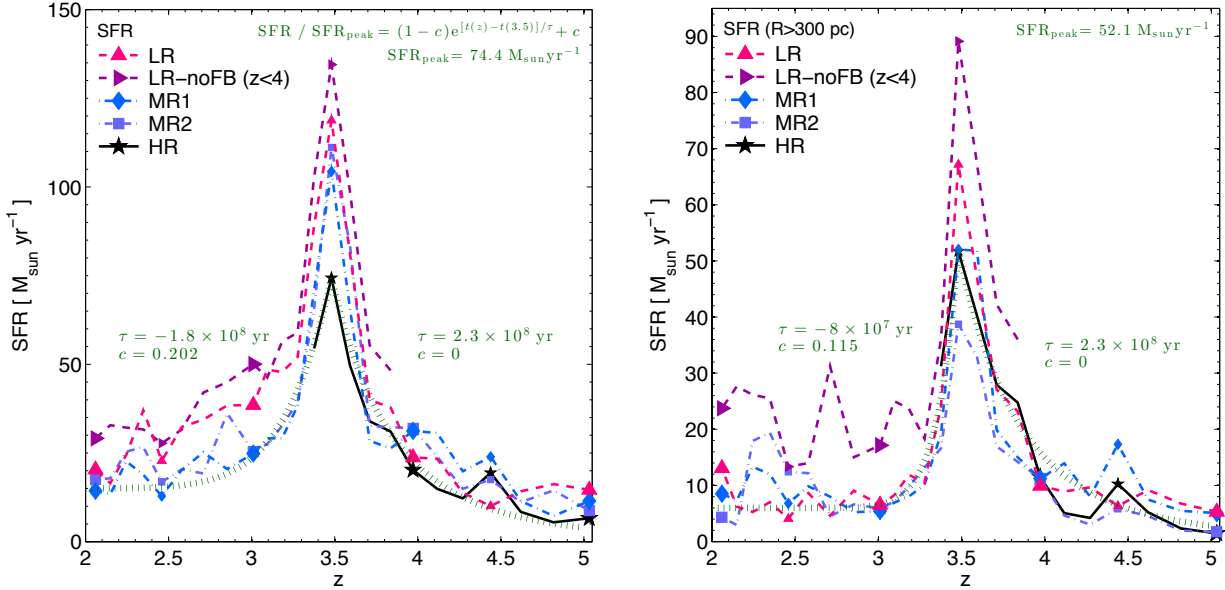 SFR
LR
LR−noFB (z<4)
MR1
MR2
HR
SFR / SFR_peak = (1 − c)e^{[t(z)−t(3.5)]/τ} + c
SFR_peak = 74.4 M_sun yr^{−1}
τ = −1.8 × 10^8 yr
c = 0.202
τ = 2.3 × 10^8 yr
c = 0
SFR [ M_sun yr^{−1} ]
0
50
100
150
2 2.5 3 3.5 4 4.5 5
z
SFR (R>300 pc)
LR
LR−noFB (z<4)
MR1
MR2
HR
SFR_peak = 52.1 M_sun yr^{−1}
τ = −8 × 10^7 yr
c = 0.115
τ = 2.3 × 10^8 yr
c = 0
SFR [ M_sun yr^{−1} ]
0
10
20
30
40
50
60
70
80
90
2 2.5 3 3.5 4 4.5 5
z